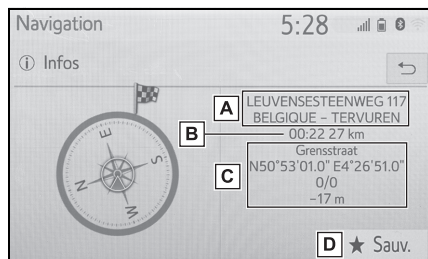 Navigation
5:28
Infos
A
LEUVENSESTEENWEG 117
BELGIQUE – TERVUREN
B
00:22 27 km
C
Grensstraat
N50°53'01.0" E4°26'51.0"
0/0
–17 m
D
Sauv.
E
S
N
W